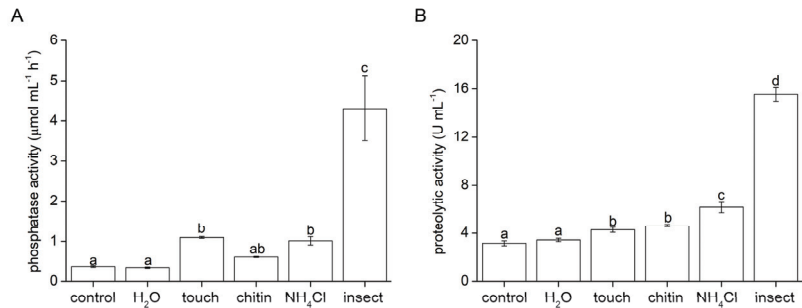 A
phosphatase activity (µmol mL⁻¹ h⁻¹)
6
5
4
3
2
1
0
a
a
b
ab
b
c
control
H₂O
touch
chitin
NH₄Cl
insect
B
proteolytic activity (U mL⁻¹)
20
16
12
8
4
0
a
a
b
b
c
d
control
H₂O
touch
chitin
NH₄Cl
insect